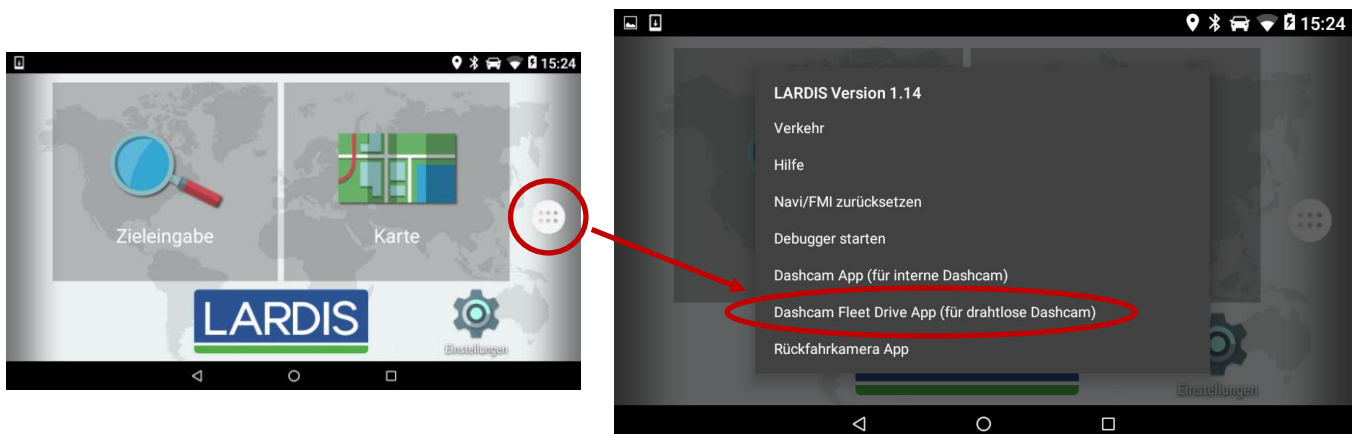 15:24
Zieleingabe
Karte
LARDIS
Einstellungen
15:24
LARDIS Version 1.14
Verkehr
Hilfe
Navi/FMI zurücksetzen
Debugger starten
Dashcam App (für interne Dashcam)
Dashcam Fleet Drive App (für drahtlose Dashcam)
Rückfahrkamera App
Einstellungen